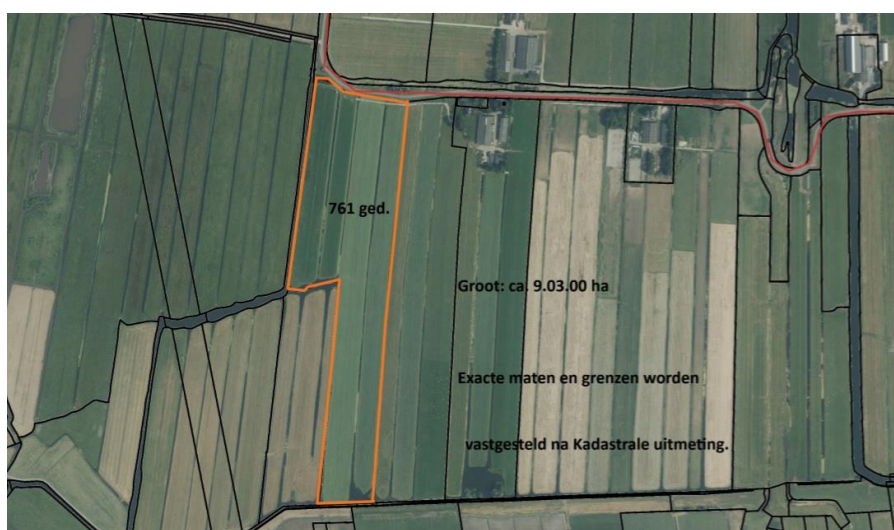 761 ged.
Groot: ca. 9.03.00 ha
Exacte maten en grenzen worden
vastgesteld na Kadastrale uitmeting.